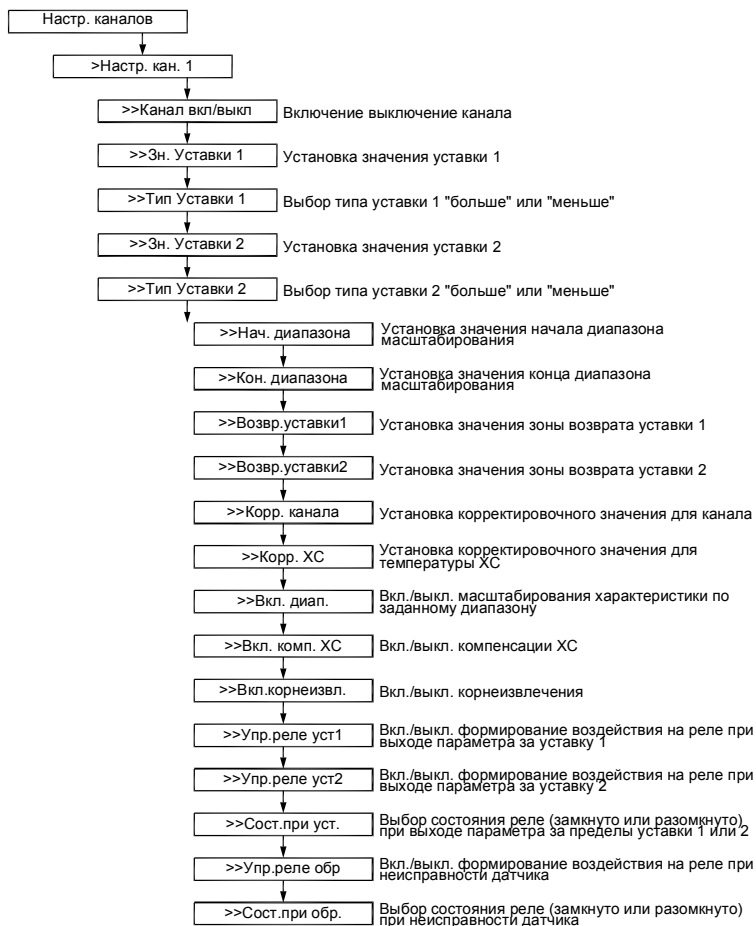 Настр. каналов
>Настр. кан. 1
>>Канал вкл/выкл
Включение выключение канала
>>Зн. Уставки 1
Установка значения уставки 1
>>Тип Уставки 1
Выбор типа уставки 1 "больше" или "меньше"
>>Зн. Уставки 2
Установка значения уставки 2
>>Тип Уставки 2
Выбор типа уставки 2 "больше" или "меньше"
>>Нач. диапазона
Установка значения начала диапазона
масштабирования
>>Кон. диапазона
Установка значения конца диапазона
масштабирования
>>Возвр.уставки1
Установка значения зоны возврата уставки 1
>>Возвр.уставки2
Установка значения зоны возврата уставки 2
>>Корр. канала
Установка корректировочного значения для канала
>>Корр. ХС
Установка корректировочного значения для
температуры ХС
>>Вкл. диап.
Вкл./выкл. масштабирования характеристики по
заданному диапазону
>>Вкл. комп. ХС
Вкл./выкл. компенсации ХС
>>Вкл.корнеизвл.
Вкл./выкл. корнеизвлечения
>>Упр.реле уст1
Вкл./выкл. формирование воздействия на реле при
выходе параметра за уставку 1
>>Упр.реле уст2
Вкл./выкл. формирование воздействия на реле при
выходе параметра за уставку 2
>>Сост.при уст.
Выбор состояния реле (замкнуто или разомкнуто)
при выходе параметра за пределы уставки 1 или 2
>>Упр.реле обр
Вкл./выкл. формирование воздействия на реле при
неисправности датчика
>>Сост.при обр.
Выбор состояния реле (замкнуто или разомкнуто)
при неисправности датчика